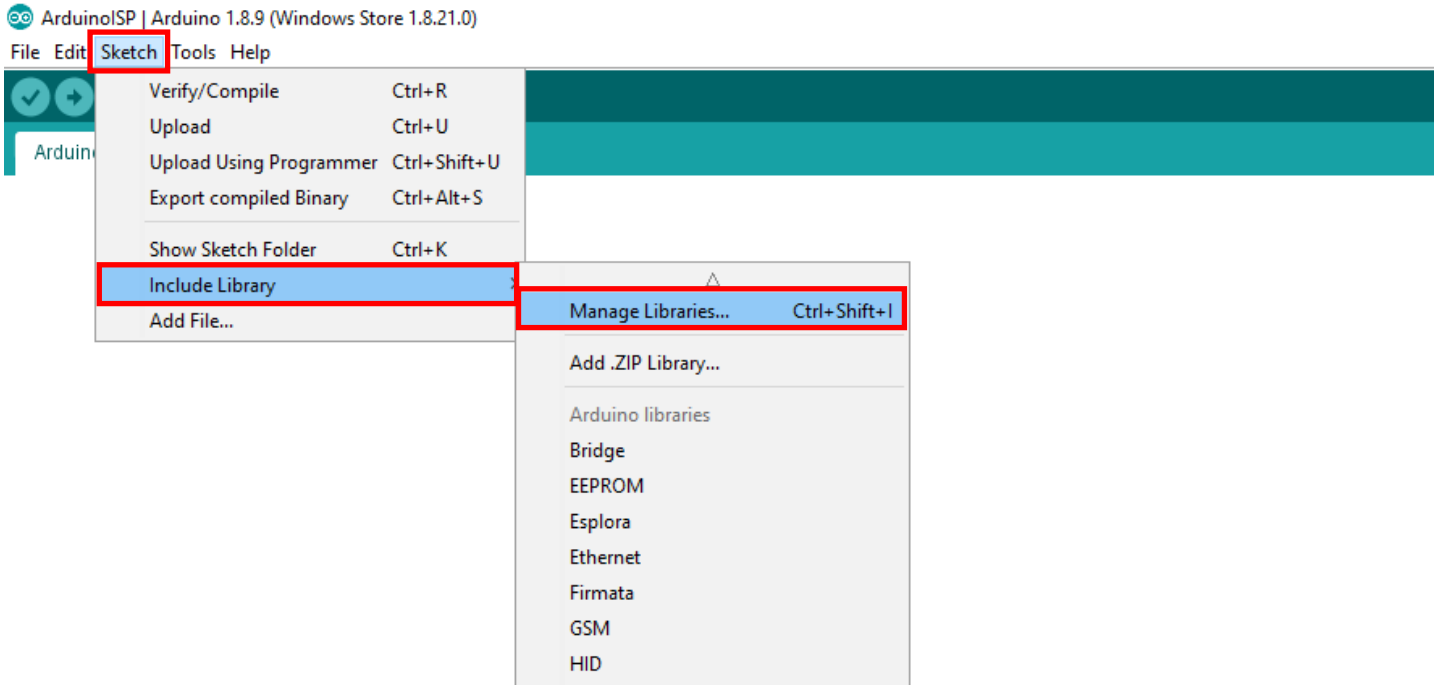 ArduinoISP | Arduino 1.8.9 (Windows Store 1.8.21.0)
File Edit Sketch Tools Help
Verify/Compile Ctrl+R
Upload Ctrl+U
Arduin
Upload Using Programmer Ctrl+Shift+U
Export compiled Binary Ctrl+Alt+S
Show Sketch Folder Ctrl+K
Include Library
Add File...
Manage Libraries... Ctrl+Shift+I
Add .ZIP Library...
Arduino libraries
Bridge
EEPROM
Esplora
Ethernet
Firmata
GSM
HID